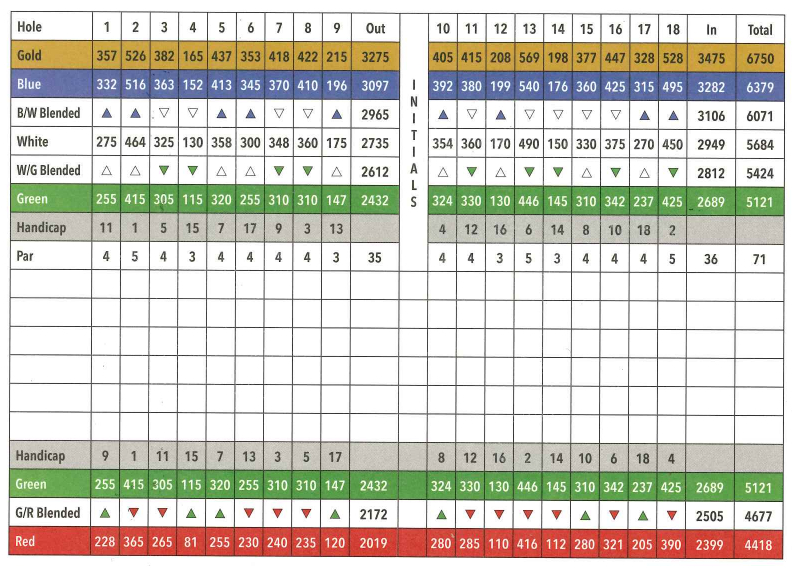 Hole 1 2 3 4 5 6 7 8 9 Out INITIALS 10 11 12 13 14 15 16 17 18 In Total
Gold 357 526 382 165 437 353 418 422 215 3275 405 415 208 569 198 377 447 328 528 3475 6750
Blue 332 516 363 152 413 345 370 410 196 3097 392 380 199 540 176 360 425 315 495 3282 6379
B/W Blended ▲ ▲ ▽ ▽ ▲ ▲ ▽ ▽ ▲ 2965 ▲ ▽ ▲ ▽ ▽ ▽ ▽ ▲ ▲ 3106 6071
White 275 464 325 130 358 300 348 360 175 2735 354 360 170 490 150 330 375 270 450 2949 5684
W/G Blended △ △ ▼ ▼ △ △ ▼ ▼ △ 2612 △ ▼ △ ▼ ▼ △ ▼ △ ▼ 2812 5424
Green 255 415 305 115 320 255 310 310 147 2432 324 330 130 446 145 310 342 237 425 2689 5121
Handicap 11 1 5 15 7 17 9 3 13 4 12 16 6 14 8 10 18 2
Par 4 5 4 3 4 4 4 4 3 35 4 4 3 5 3 4 4 4 5 36 71
Handicap 9 1 11 15 7 13 3 5 17 8 12 16 2 14 10 6 18 4
Green 255 415 305 115 320 255 310 310 147 2432 324 330 130 446 145 310 342 237 425 2689 5121
G/R Blended ▲ ▼ ▼ ▲ ▲ ▼ ▼ ▼ ▲ 2172 ▲ ▼ ▼ ▼ ▼ ▲ ▼ ▲ ▼ 2505 4677
Red 228 365 265 81 255 230 240 235 120 2019 280 285 110 416 112 280 321 205 390 2399 4418